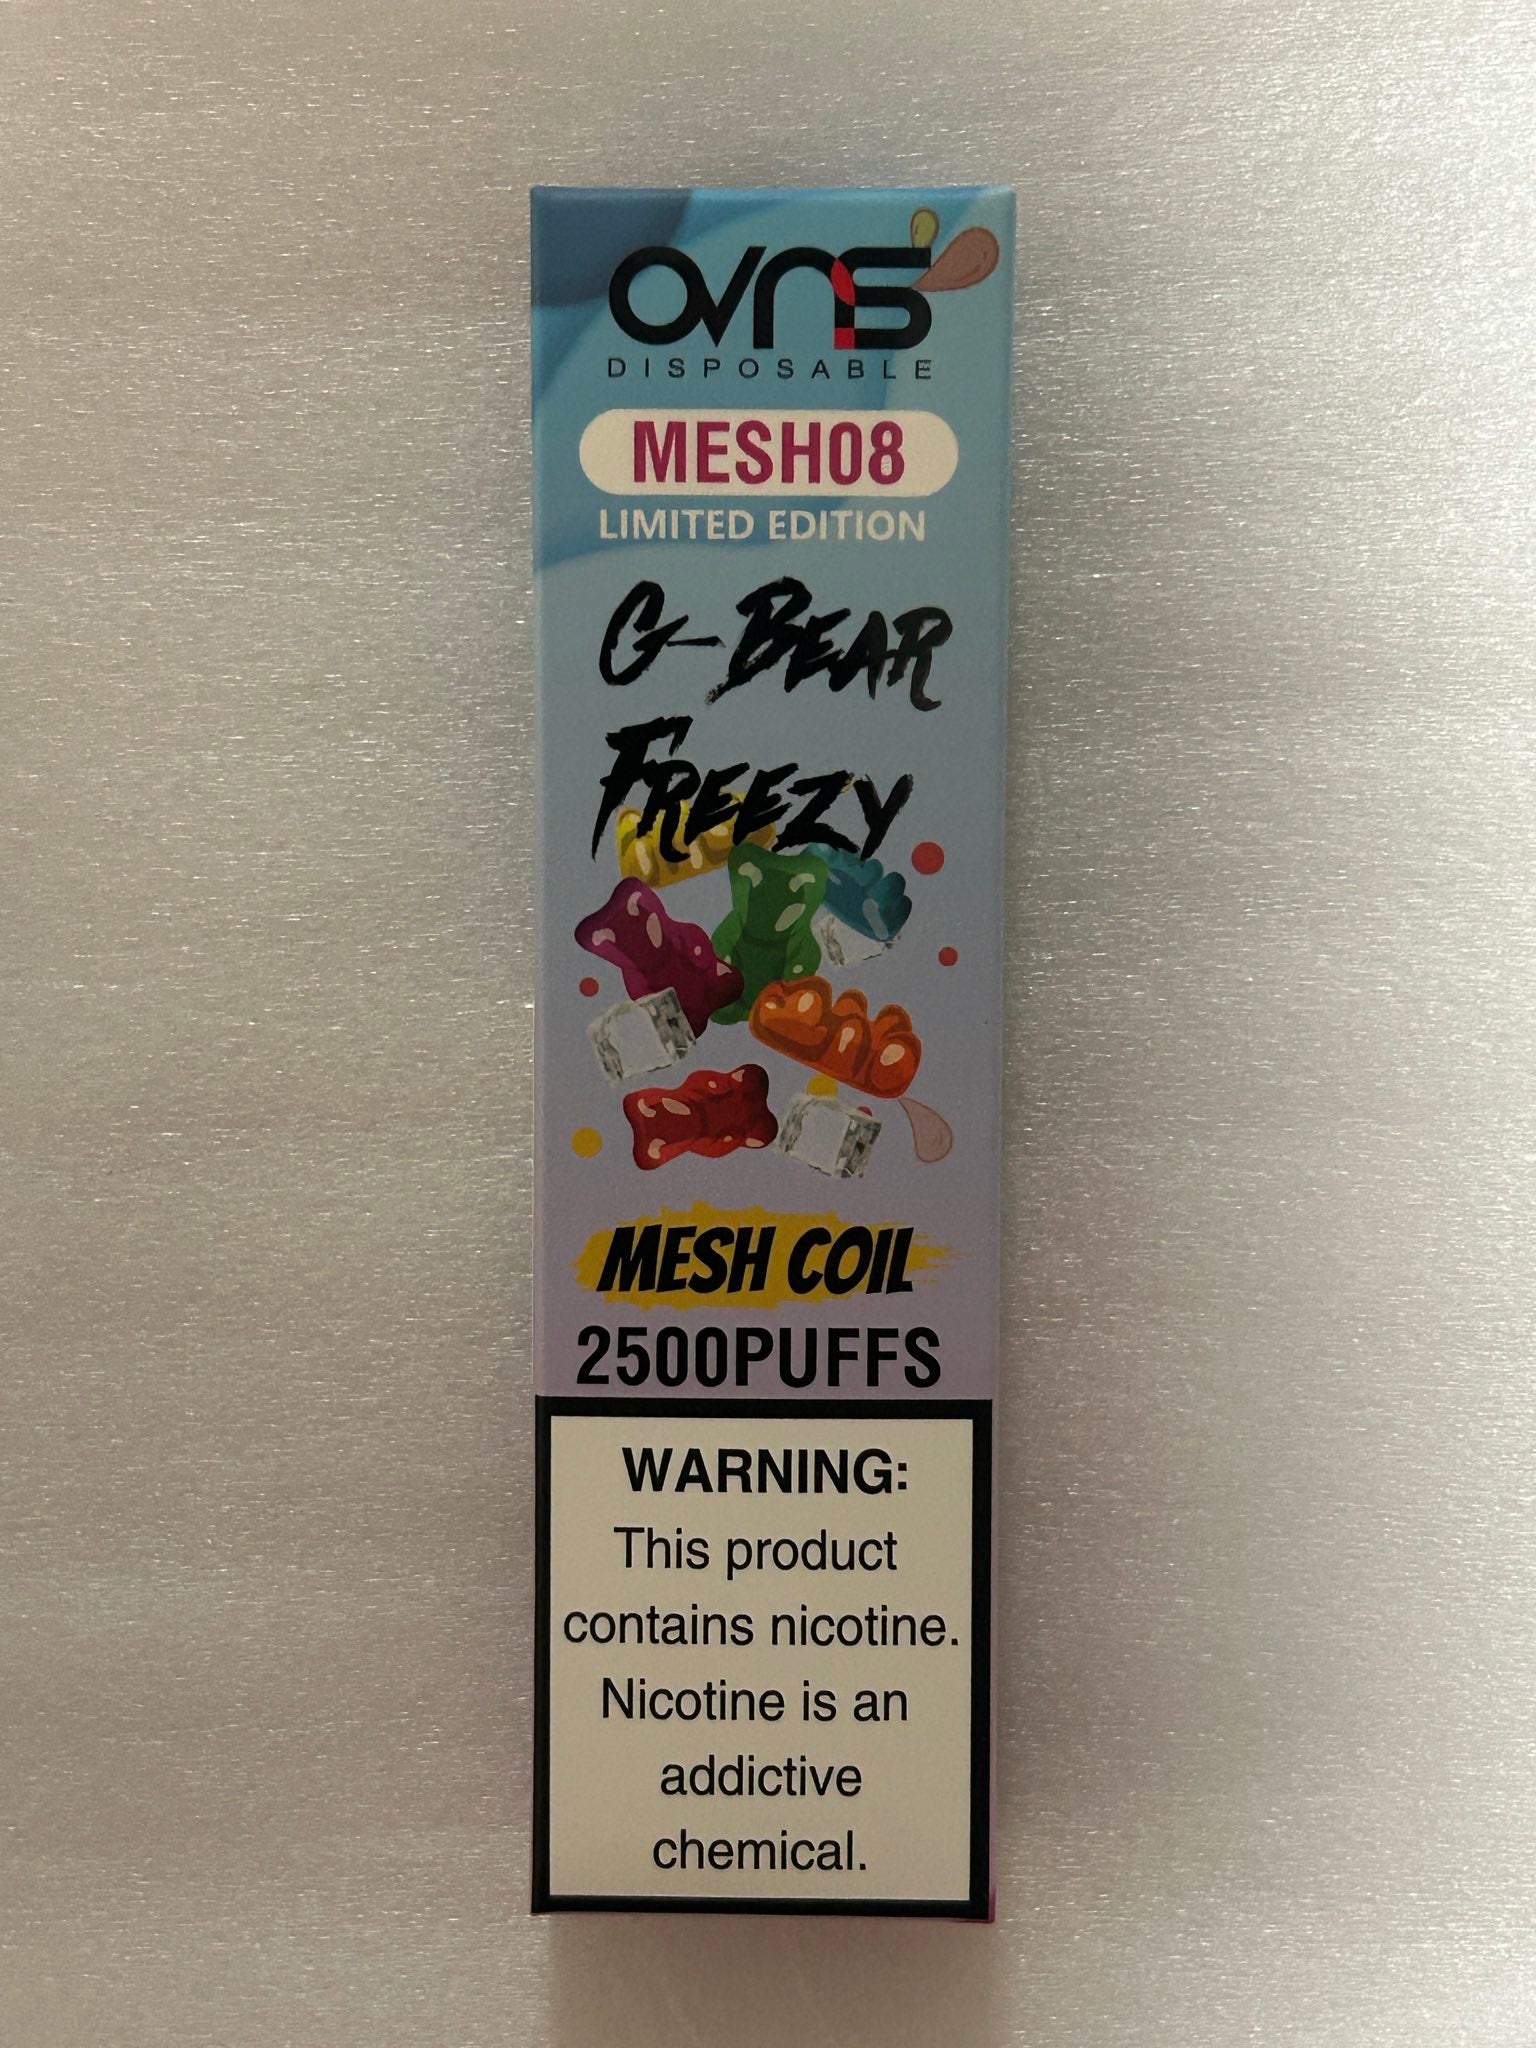 OVNS
DISPOSABLE
MESH08
LIMITED EDITION
G-BEAR
FREEZY
MESH COIL
2500PUFFS
WARNING:
This product
contains nicotine.
Nicotine is an
addictive
chemical.